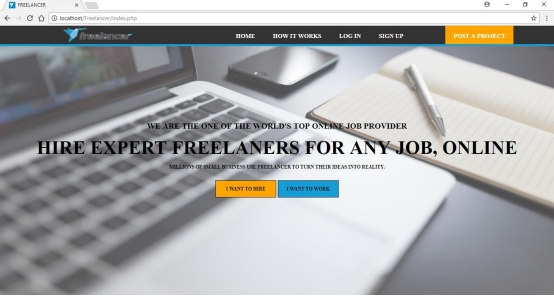 FREELANCER
localhost/Freelancer/index.php
freelancer
HOME HOW IT WORKS LOG IN SIGN UP POST A PROJECT
WE ARE THE ONE OF THE WORLD'S TOP ONLINE JOB PROVIDER
HIRE EXPERT FREELANERS FOR ANY JOB, ONLINE
MILLIONS OF SMALL BUSINESS USE FREELANCER TO TURN THEIR IDEAS INTO REALITY.
I WANT TO HIRE I WANT TO WORK